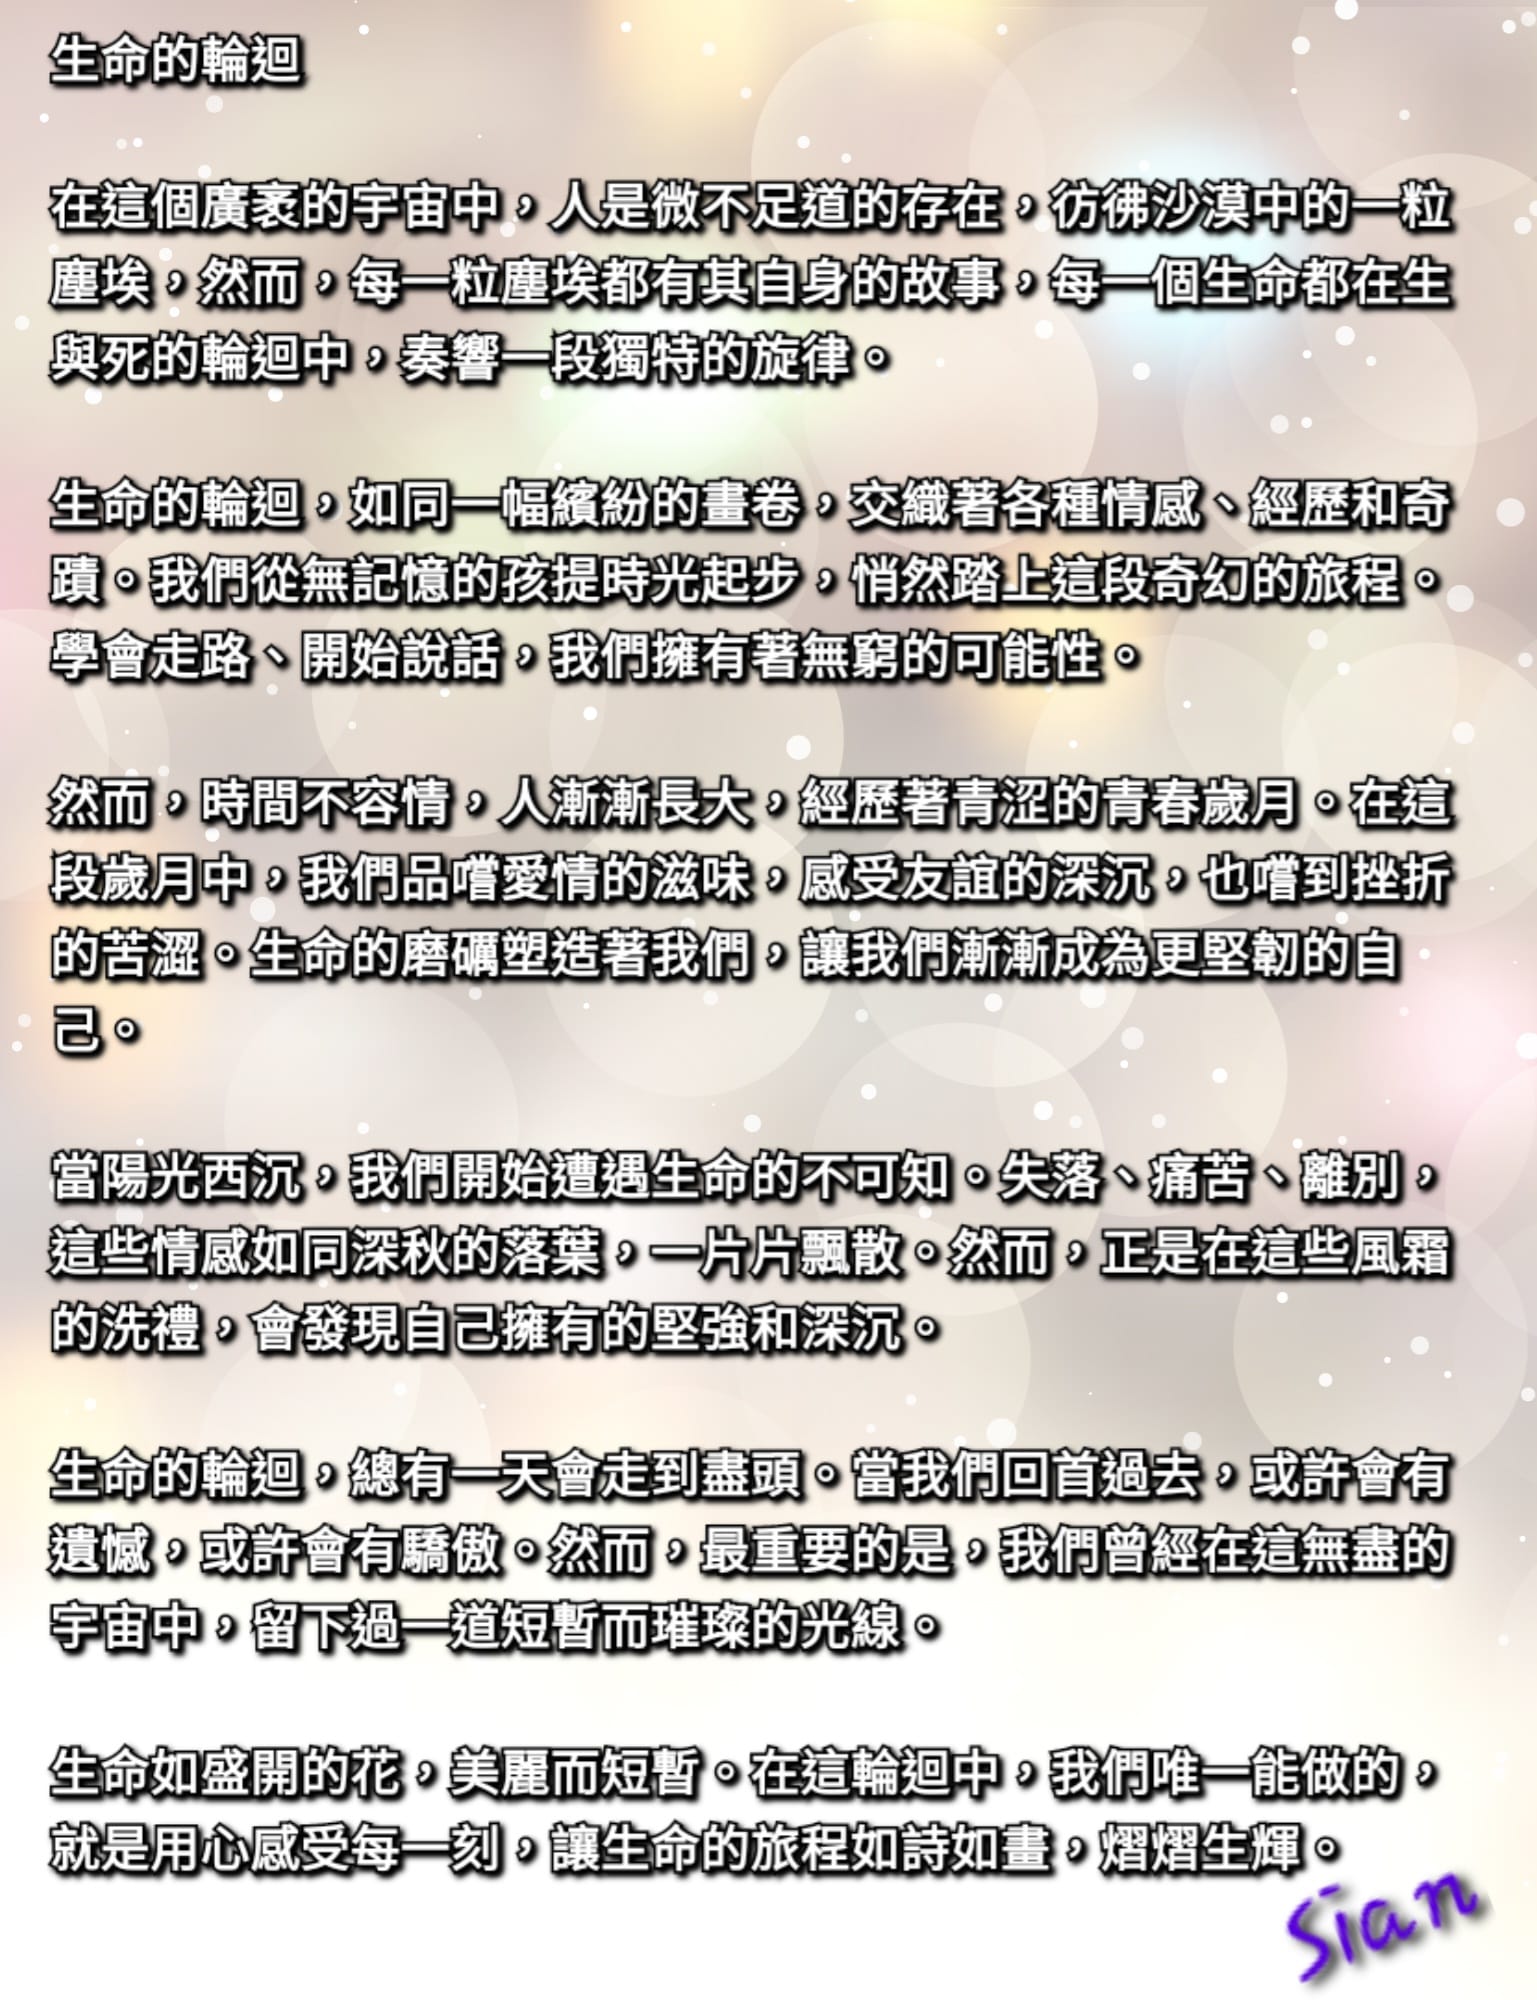 生命的輪迴
在這個廣袤的宇宙中，人是微不足道的存在，彷彿沙漠中的一粒
塵埃，然而，每一粒塵埃都有其自身的故事，每一個生命都在生
與死的輪迴中，奏響一段獨特的旋律。
生命的輪迴，如同一幅繽紛的畫卷，交織著各種情感、經歷和奇
蹟。我們從無記憶的孩提時光起步，悄然踏上這段奇幻的旅程。
學會走路、開始說話，我們擁有著無窮的可能性。
然而，時間不容情，人漸漸長大，經歷著青涩的青春歲月。在這
段歲月中，我們品嚐愛情的滋味，感受友誼的深沉，也嚐到挫折
的苦澀。生命的磨礪塑造著我們，讓我們漸漸成為更堅韌的自
己。
當陽光西沉，我們開始遭遇生命的不可知。失落、痛苦、離別，
這些情感如同深秋的落葉，一片片飄散。然而，正是在這些風霜
的洗禮，會發現自己擁有的堅強和深沉。
生命的輪迴，總有一天會走到盡頭。當我們回首過去，或許會有
遺憾，或許會有驕傲。然而，最重要的是，我們曾經在這無盡的
宇宙中，留下過一道短暫而璀璨的光線。
生命如盛開的花，美麗而短暫。在這輪迴中，我們唯一能做的，
就是用心感受每一刻，讓生命的旅程如詩如畫，熠熠生輝。
Sian